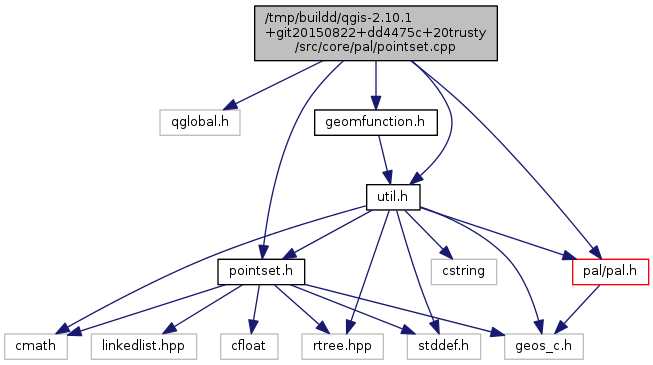 /tmp/buildd/qgis-2.10.1
+git20150822+dd4475c+20trusty
/src/core/pal/pointset.cpp
qglobal.h
geomfunction.h
util.h
pointset.h
cstring
pal/pal.h
cmath
linkedlist.hpp
cfloat
rtree.hpp
stddef.h
geos_c.h